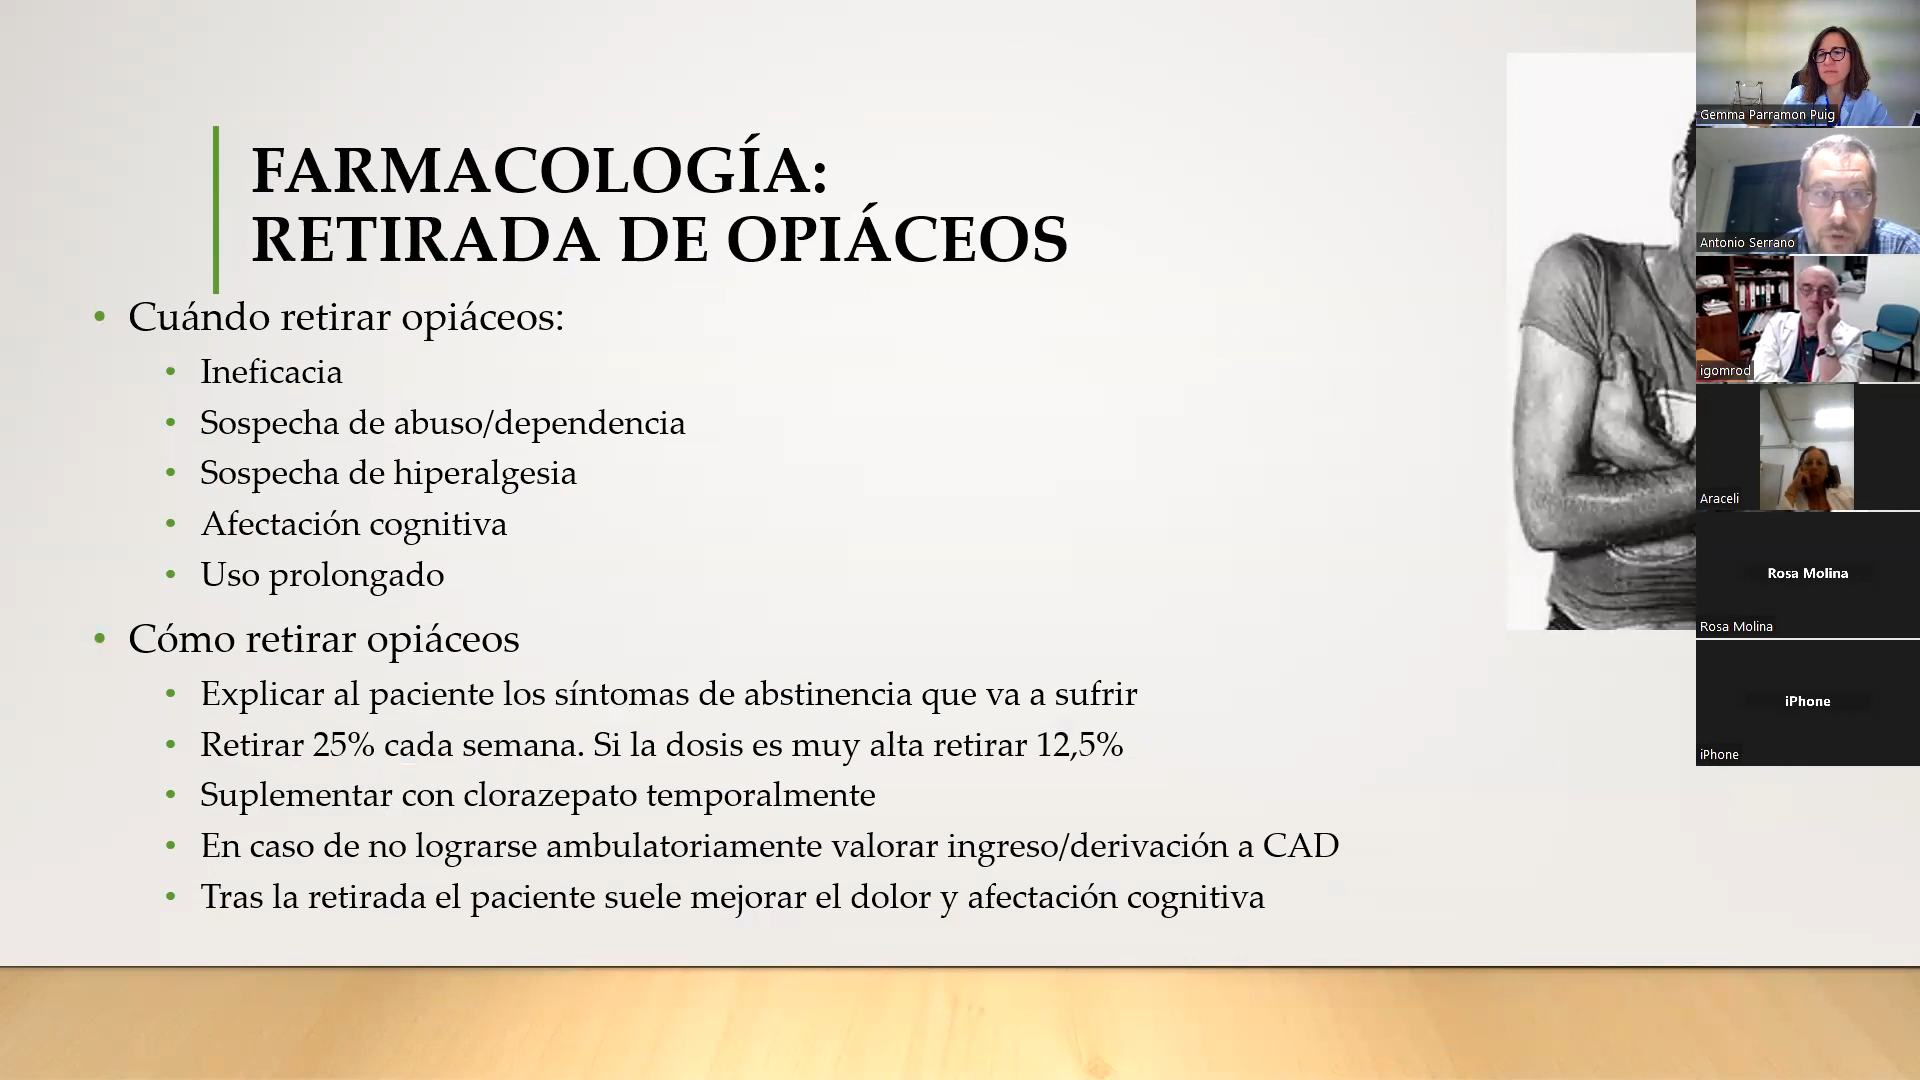 FARMACOLOGÍA:
RETIRADA DE OPIÁCEOS
• Cuándo retirar opiáceos:
• Ineficacia
• Sospecha de abuso/dependencia
• Sospecha de hiperalgesia
• Afectación cognitiva
• Uso prolongado
• Cómo retirar opiáceos
• Explicar al paciente los síntomas de abstinencia que va a sufrir
• Retirar 25% cada semana. Si la dosis es muy alta retirar 12,5%
• Suplementar con clorazepato temporalmente
• En caso de no lograrse ambulatoriamente valorar ingreso/derivación a CAD
• Tras la retirada el paciente suele mejorar el dolor y afectación cognitiva
Gemma Parramon Puig
Antonio Serrano
igomrod
Araceli
Rosa Molina
Rosa Molina
iPhone
iPhone